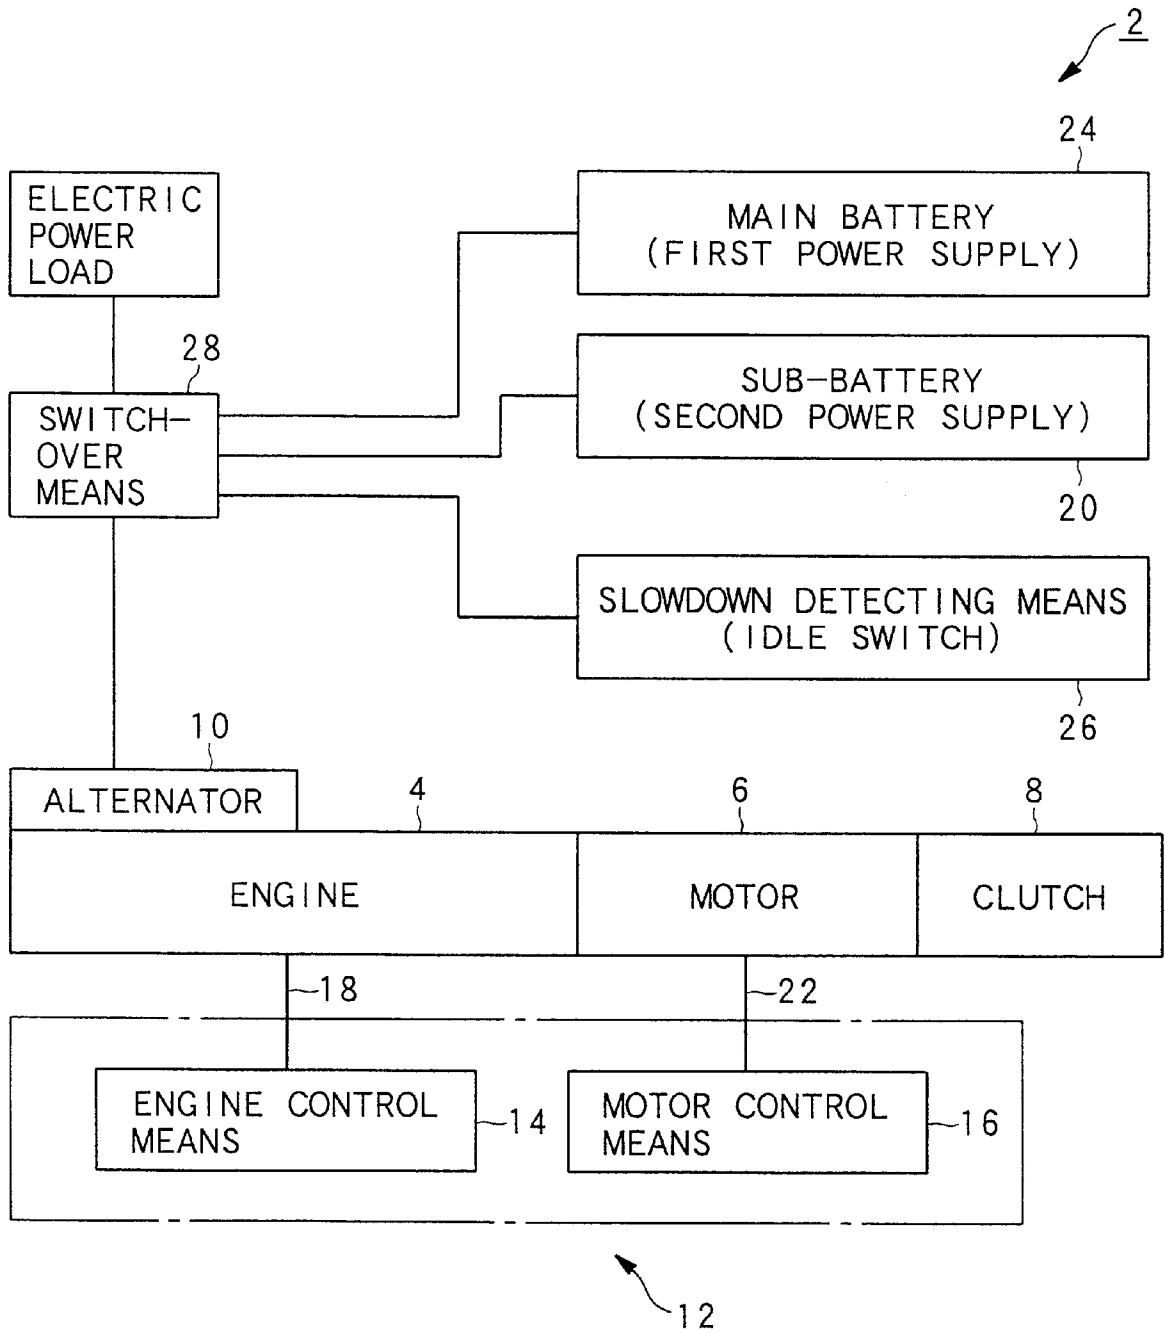 2
24
ELECTRIC
POWER
LOAD
MAIN BATTERY
(FIRST POWER SUPPLY)
28
SWITCH-
OVER
MEANS
SUB-BATTERY
(SECOND POWER SUPPLY)
20
SLOWDOWN DETECTING MEANS
(IDLE SWITCH)
26
10
ALTERNATOR
4
6
8
ENGINE
MOTOR
CLUTCH
18
22
ENGINE CONTROL
MEANS
14
MOTOR CONTROL
MEANS
16
12